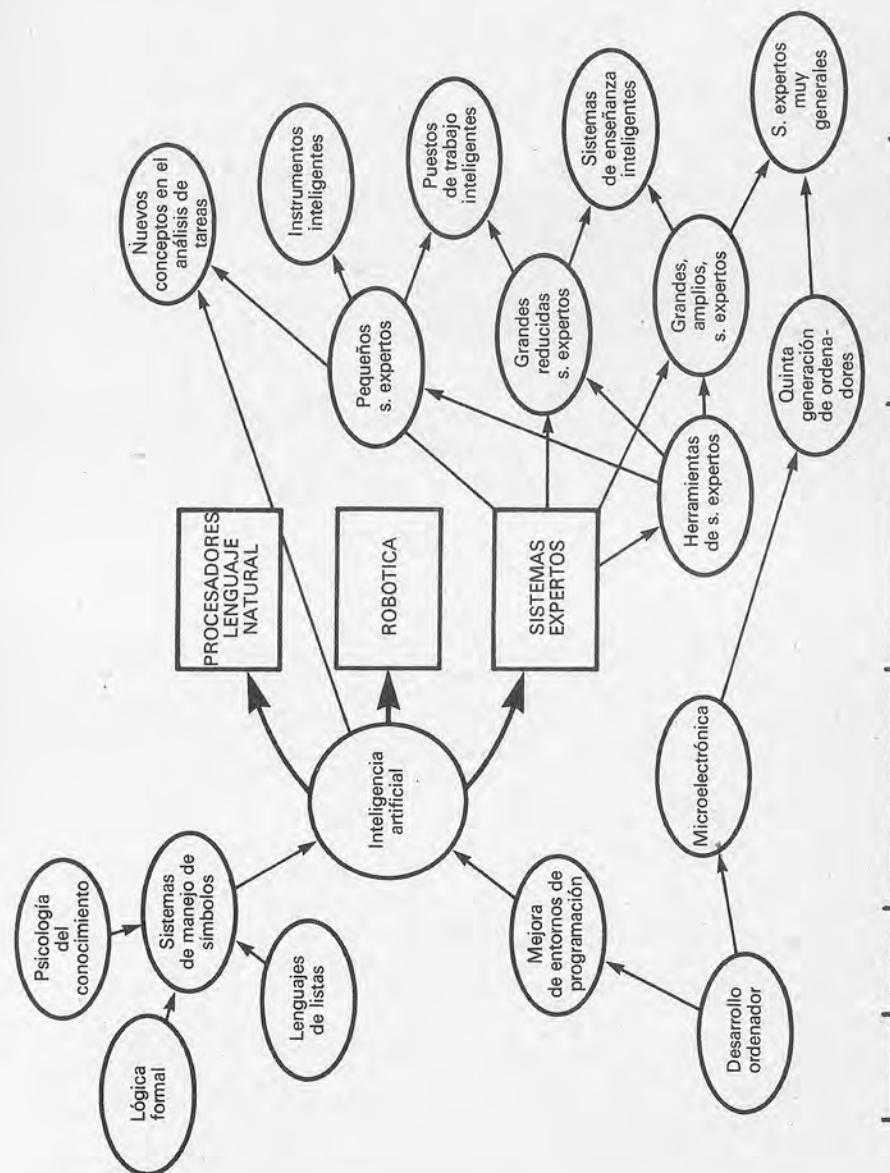 Lógica
formal
Psicología
del
conocimiento
Sistemas
de manejo de
símbolos
Lenguajes
de listas
Desarrollo
ordenador
Mejora
de entornos de
programación
Microelectrónica
Inteligencia
artificial
PROCESADORES
LENGUAJE
NATURAL
ROBOTICA
SISTEMAS
EXPERTOS
Herramientas
de s. expertos
Quinta
generación
de ordena-
dores
Pequeños
s. expertos
Grandes
reducidas
s. expertos
Grandes,
amplios,
s. expertos
Nuevos
conceptos en el
análisis de
tareas
Instrumentos
inteligentes
Puestos
de trabajo
inteligentes
Sistemas
de enseñanza
inteligentes
S. expertos
muy
generales